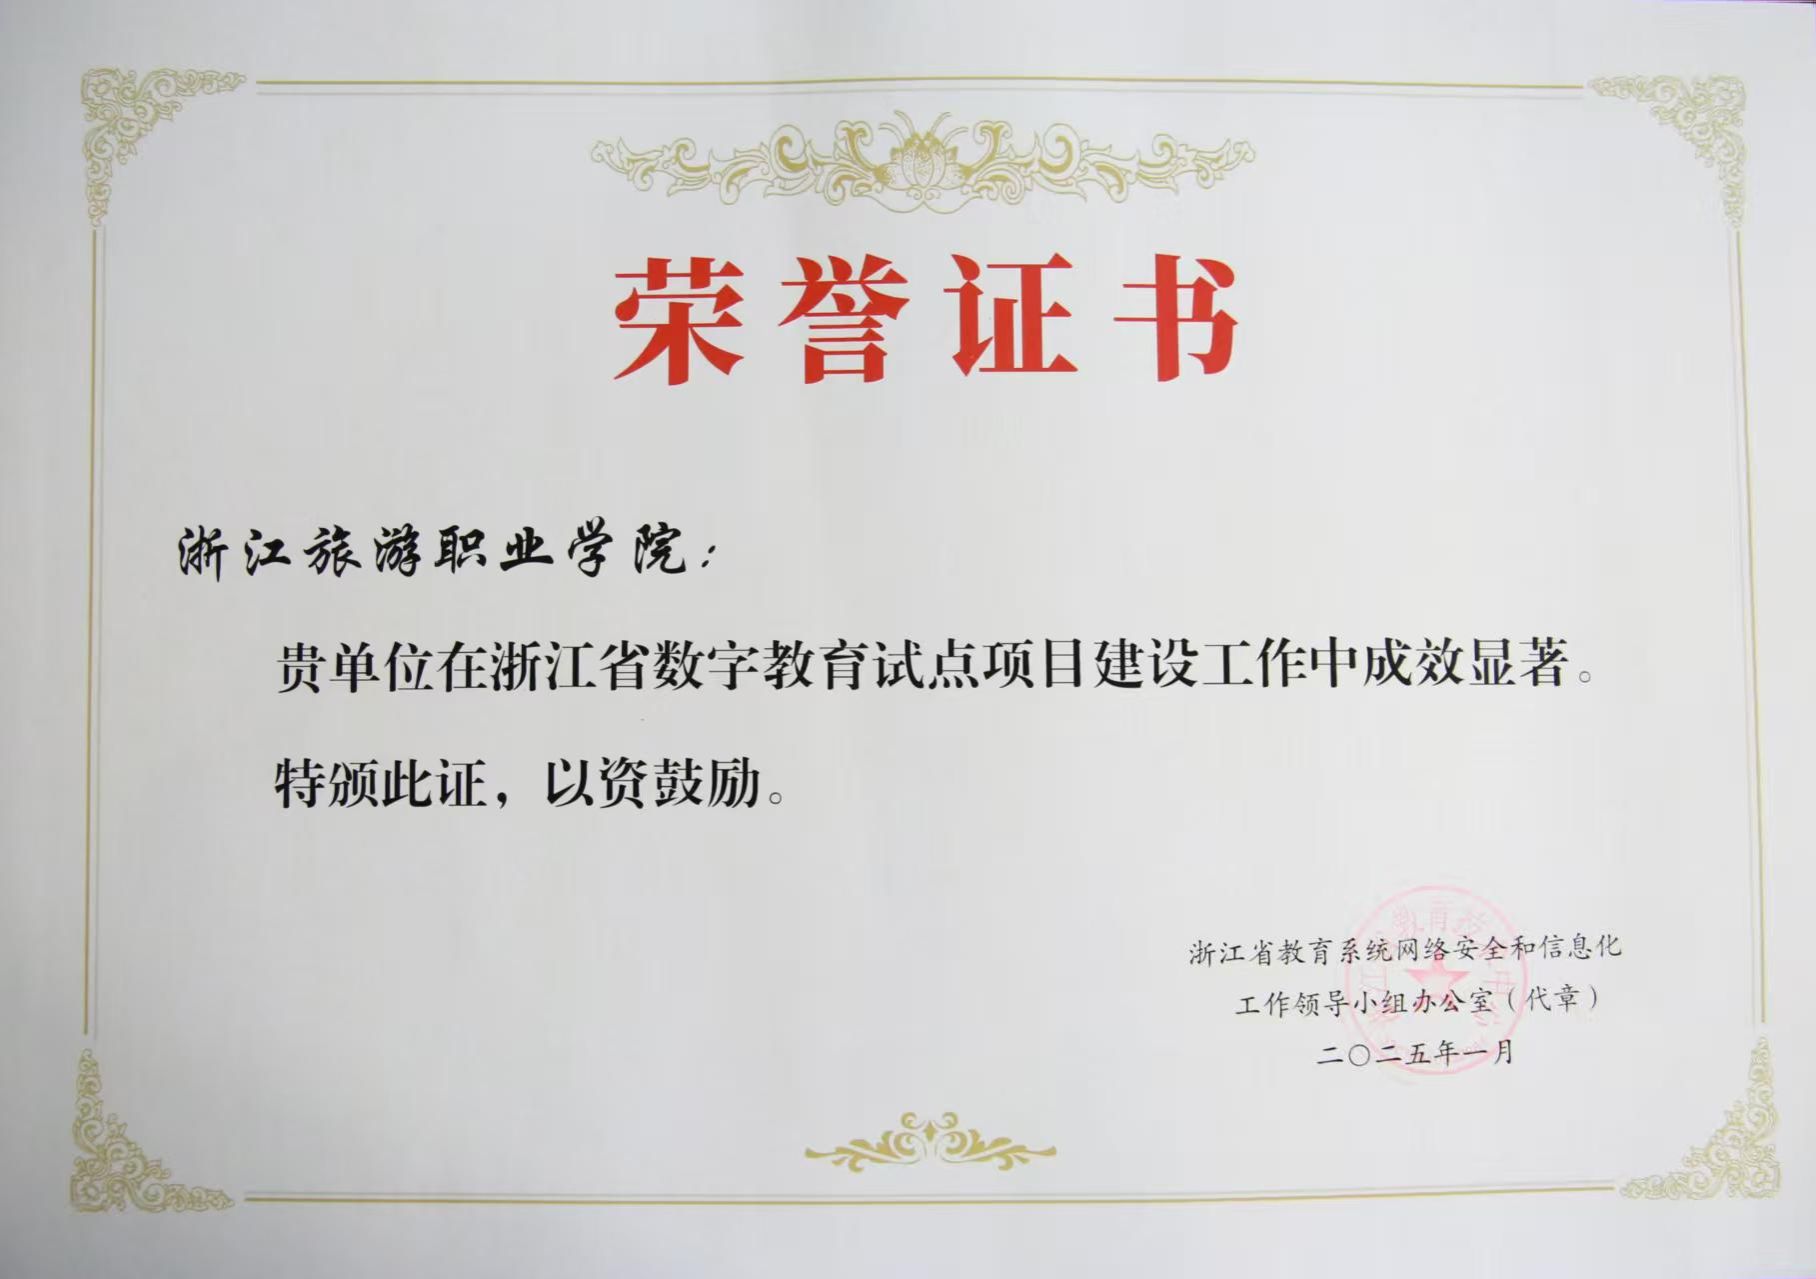 荣誉证书
浙江旅游职业学院：
贵单位在浙江省数字教育试点项目建设工作中成效显著。
特颁此证，以资鼓励。
浙江省教育系统网络安全和信息化
工作领导小组办公室（代章）
二〇二五年一月